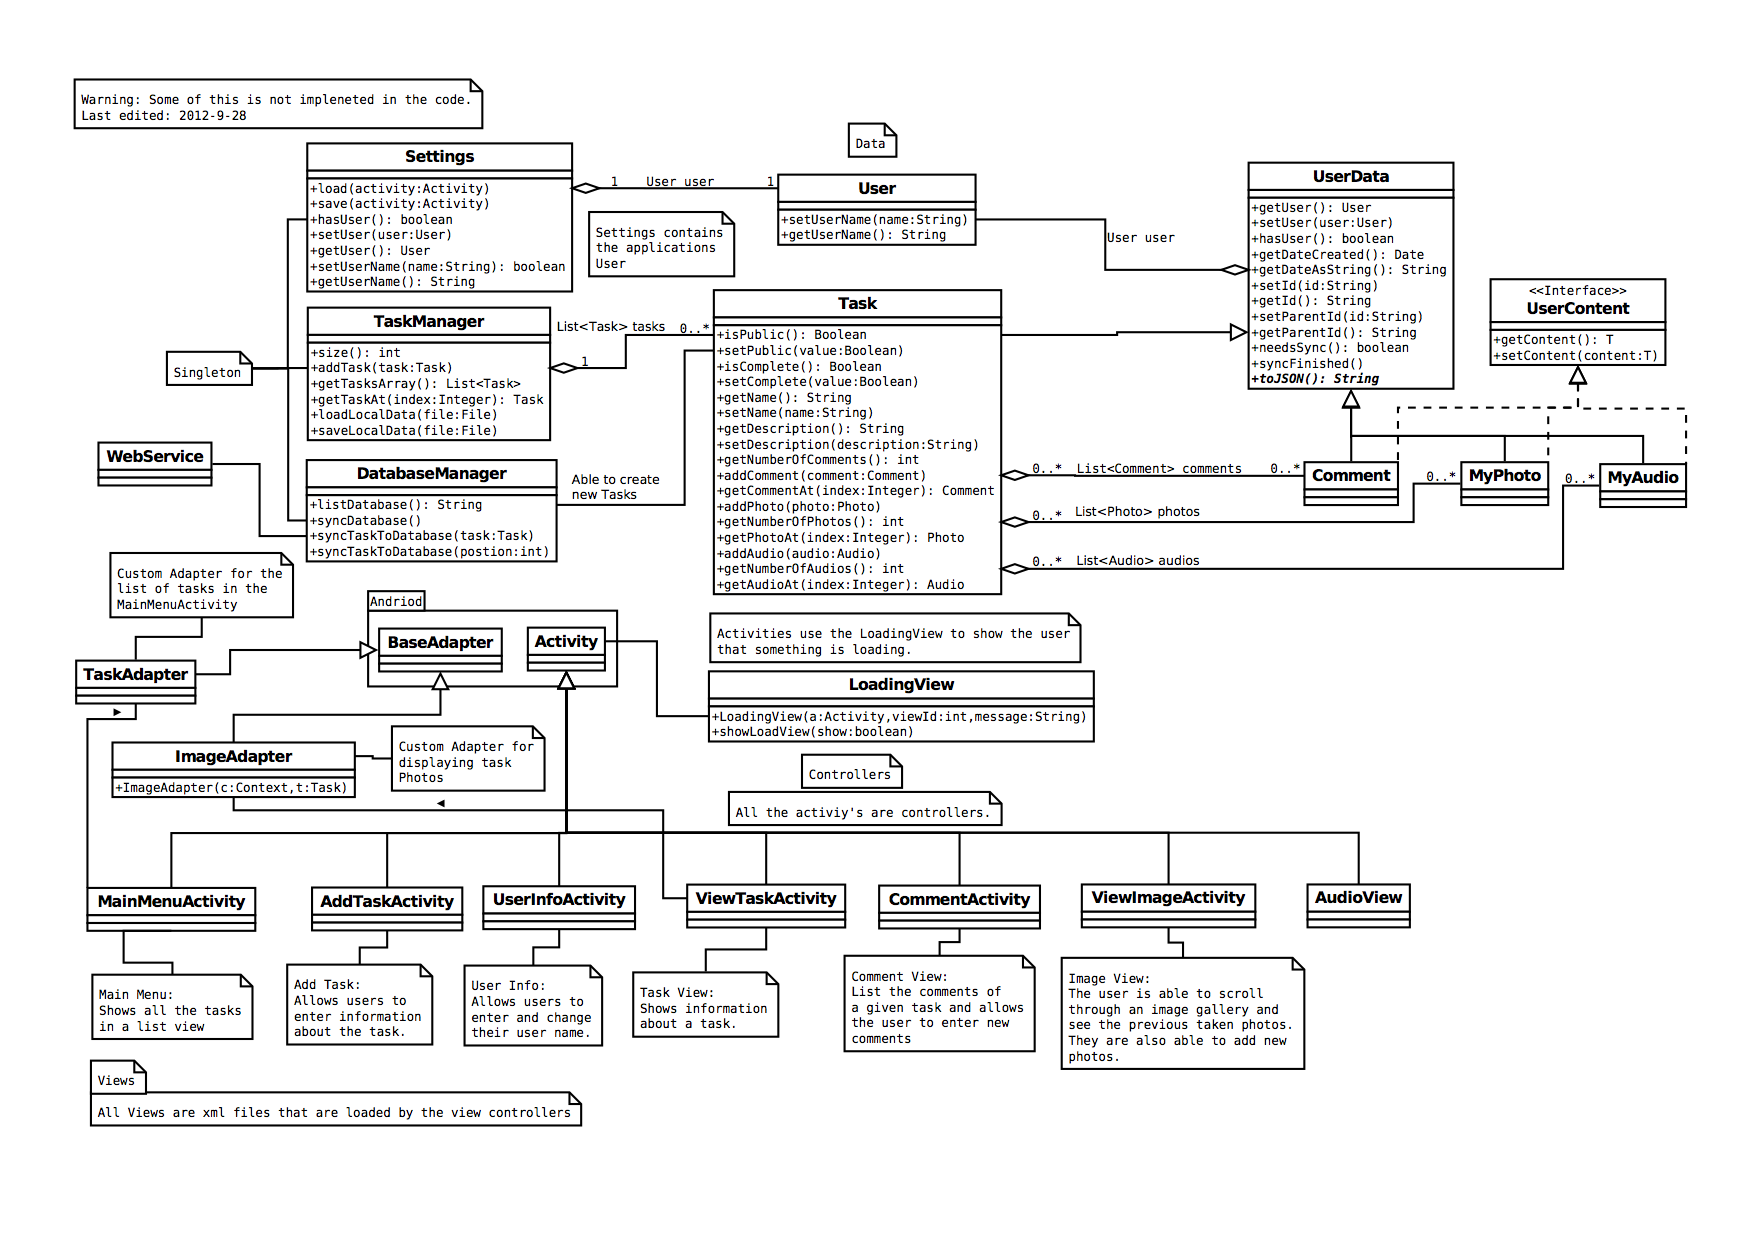 Warning: Some of this is not impleneted in the code.
Last edited: 2012-9-28
Data
Settings
+load(activity:Activity)
+save(activity:Activity)
+hasUser(): boolean
+setUser(user:User)
+getUser(): User
+setUserName(name:String): boolean
+getUserName(): String
1 User user 1
User
+setUserName(name:String)
+getUserName(): String
Settings contains
the applications
User
User user
UserData
+getUser(): User
+setUser(user:User)
+hasUser(): boolean
+getDateCreated(): Date
+getDateAsString(): String
+setId(id:String)
+getId(): String
+setParentId(id:String)
+getParentId(): String
+needsSync(): boolean
+syncFinished()
+toJSON(): String
<<Interface>>
UserContent
+getContent(): T
+setContent(content:T)
Singleton
TaskManager
+size(): int
+addTask(task:Task)
+getTasksArray(): List<Task>
+getTaskAt(index:Integer): Task
+loadLocalData(file:File)
+saveLocalData(file:File)
List<Task> tasks 0..*
1
Task
+isPublic(): Boolean
+setPublic(value:Boolean)
+isComplete(): Boolean
+setComplete(value:Boolean)
+getName(): String
+setName(name:String)
+getDescription(): String
+setDescription(description:String)
+getNumberOfComments(): int
+addComment(comment:Comment)
+getCommentAt(index:Integer): Comment
+addPhoto(photo:Photo)
+getNumberOfPhotos(): int
+getPhotoAt(index:Integer): Photo
+addAudio(audio:Audio)
+getNumberOfAudios(): int
+getAudioAt(index:Integer): Audio
WebService
DatabaseManager
+listDatabase(): String
+syncDatabase()
+syncTaskToDatabase(task:Task)
+syncTaskToDatabase(postion:int)
Able to create
new Tasks
0..* List<Comment> comments 0..*
Comment
0..*
MyPhoto
0..*
MyAudio
0..* List<Photo> photos
0..* List<Audio> audios
Custom Adapter for the
list of tasks in the
MainMenuActivity
Andriod
BaseAdapter
Activity
Activities use the LoadingView to show the user
that something is loading.
TaskAdapter
LoadingView
+LoadingView(a:Activity,viewId:int,message:String)
+showLoadView(show:boolean)
ImageAdapter
+ImageAdapter(c:Context,t:Task)
Custom Adapter for
displaying task
Photos
Controllers
All the activiy's are controllers.
MainMenuActivity
AddTaskActivity
UserInfoActivity
ViewTaskActivity
CommentActivity
ViewImageActivity
AudioView
Main Menu:
Shows all the tasks
in a list view
Add Task:
Allows users to
enter information
about the task.
User Info:
Allows users to
enter and change
their user name.
Task View:
Shows information
about a task.
Comment View:
List the comments of
a given task and allows
the user to enter new
comments
Image View:
The user is able to scroll
through an image gallery and
see the previous taken photos.
They are also able to add new
photos.
Views
All Views are xml files that are loaded by the view controllers